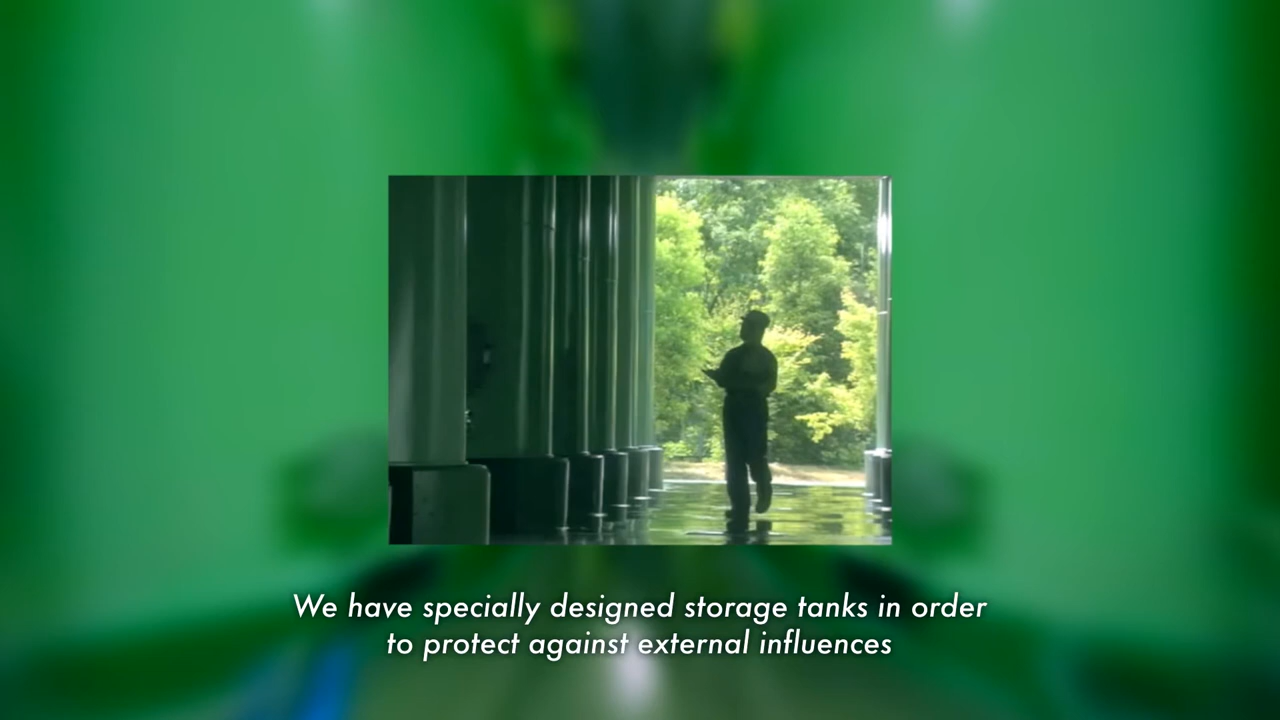 We have specially designed storage tanks in order
to protect against external influences